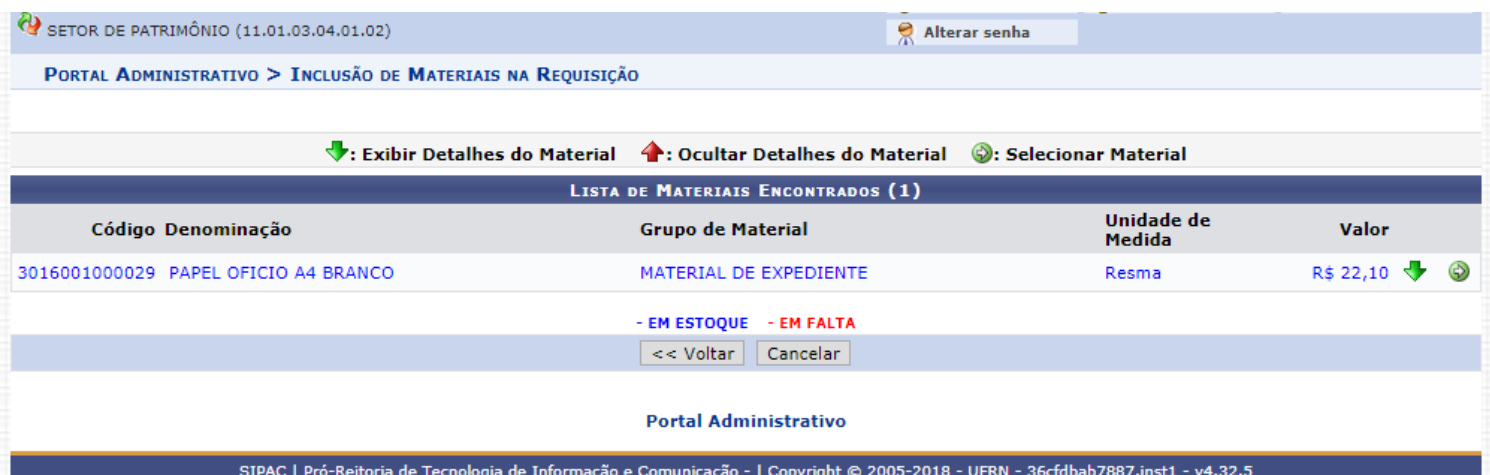 SETOR DE PATRIMÔNIO (11.01.03.04.01.02)
Alterar senha
PORTAL ADMINISTRATIVO > INCLUSÃO DE MATERIAIS NA REQUISIÇÃO
: Exibir Detalhes do Material : Ocultar Detalhes do Material : Selecionar Material
LISTA DE MATERIAIS ENCONTRADOS (1)
Código Denominação Grupo de Material Unidade de Medida Valor
3016001000029 PAPEL OFICIO A4 BRANCO MATERIAL DE EXPEDIENTE Resma R$ 22,10
- EM ESTOQUE - EM FALTA
<< Voltar Cancelar
Portal Administrativo
SIPAC | Pró-Reitoria de Tecnologia de Informação e Comunicação - | Copyright © 2005-2018 - UFRN - 36cfdbab7887.inst1 - v4.32.5